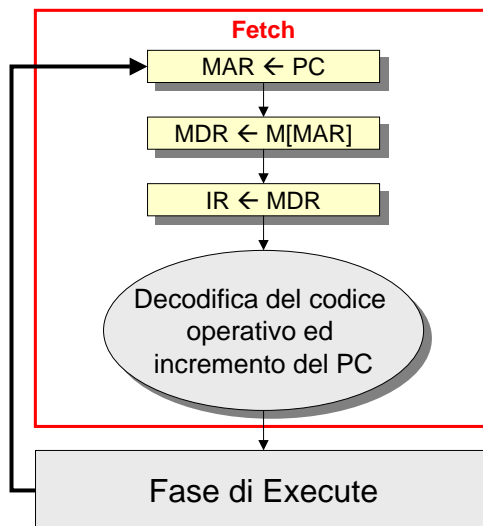 Fetch
MAR ← PC
MDR ← M[MAR]
IR ← MDR
Decodifica del codice
operativo ed
incremento del PC
Fase di Execute